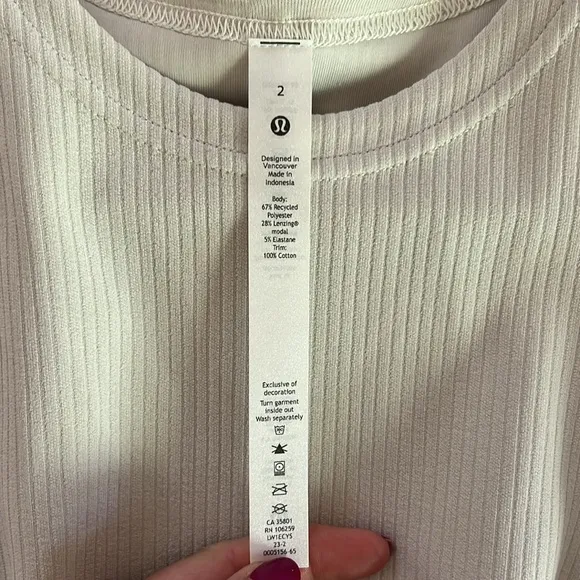 2
Designed in
Vancouver
Made in
Indonesia
Body:
67% Recycled
Polyester
28% Lenzing®
modal
5% Elastane
Trim:
100% Cotton
Exclusive of
decoration
Turn garment
inside out
Wash separately
CA 35801
RN 106259
LW1ECYS
23-2
0005156-65